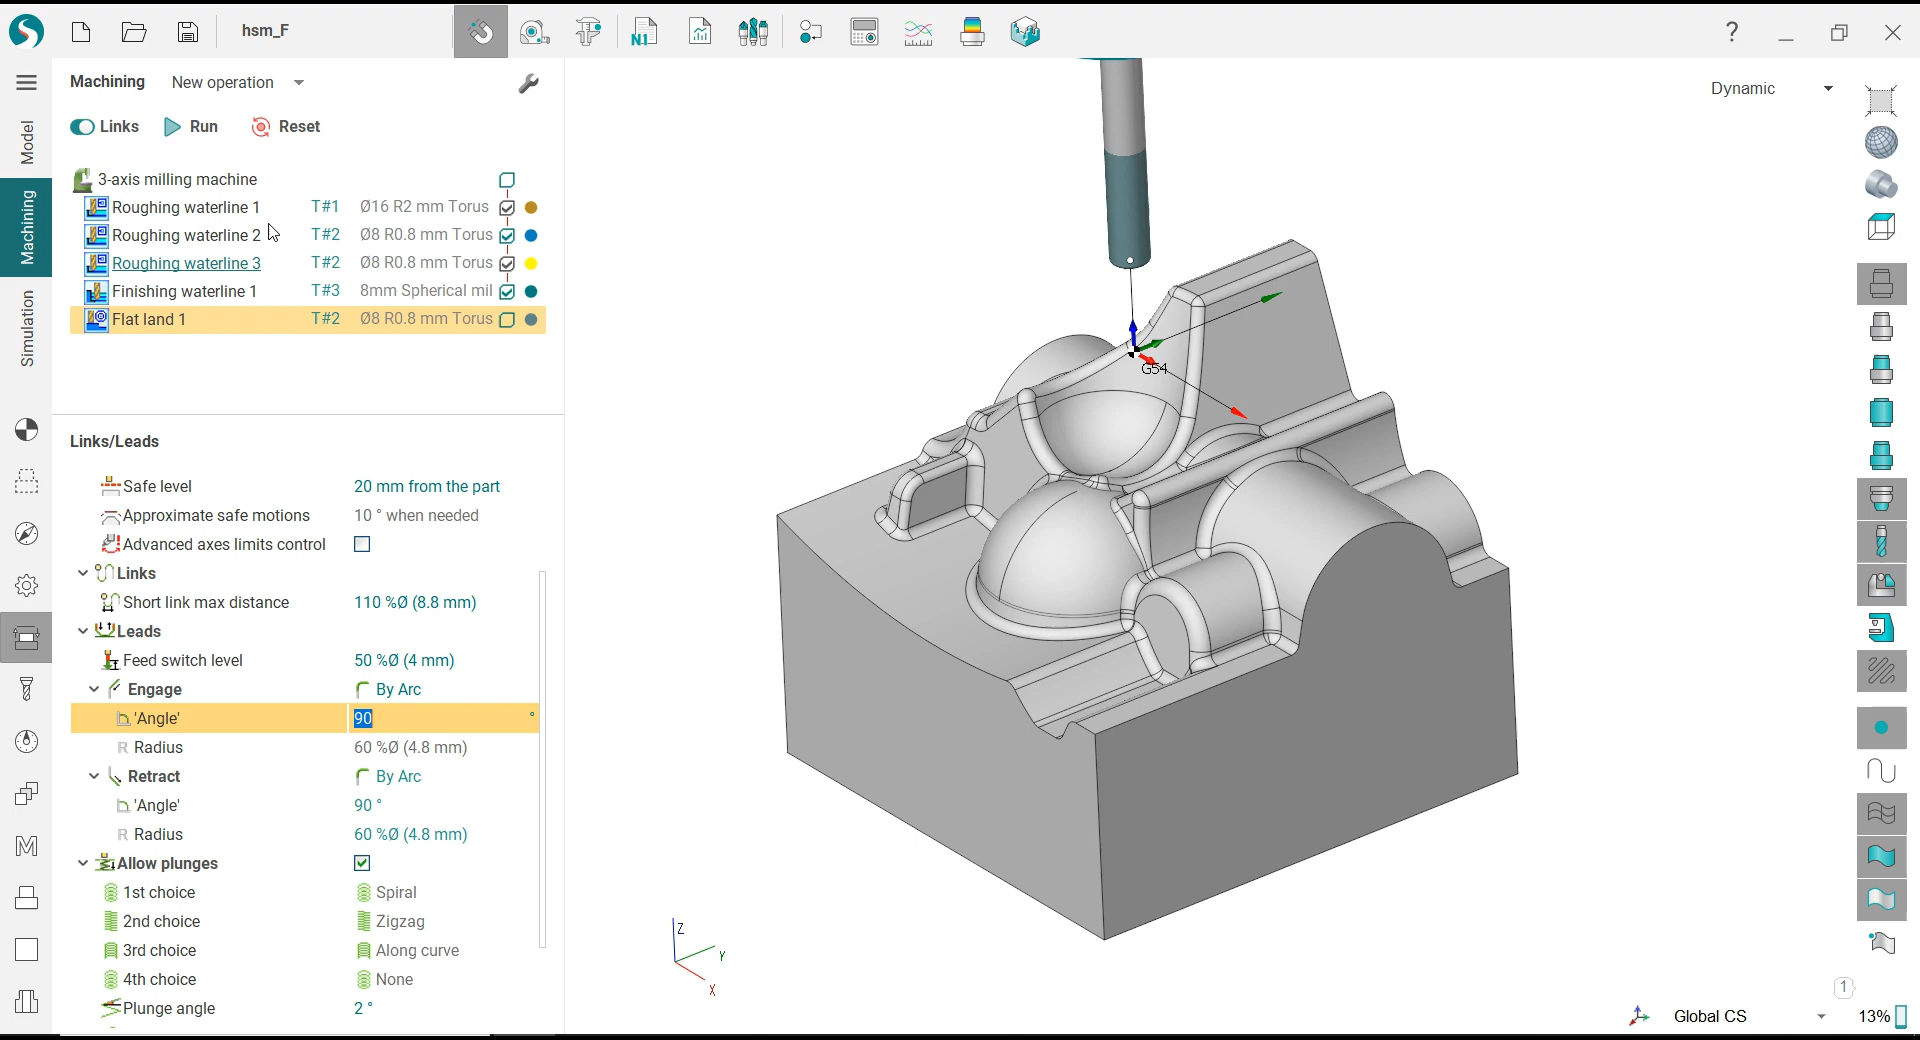 hsm_F
N1
?
Machining New operation
Links Run Reset
Dynamic
Model
Machining
Simulation
3-axis milling machine
Roughing waterline 1 T#1 Ø16 R2 mm Torus
Roughing waterline 2 T#2 Ø8 R0.8 mm Torus
Roughing waterline 3 T#2 Ø8 R0.8 mm Torus
Finishing waterline 1 T#3 8mm Spherical mil
Flat land 1 T#2 Ø8 R0.8 mm Torus
G54
Links/Leads
Safe level 20 mm from the part
Approximate safe motions 10 ° when needed
Advanced axes limits control
Links
Short link max distance 110 %Ø (8.8 mm)
Leads
Feed switch level 50 %Ø (4 mm)
Engage By Arc
'Angle' 90 °
R Radius 60 %Ø (4.8 mm)
Retract By Arc
'Angle' 90 °
R Radius 60 %Ø (4.8 mm)
Allow plunges
1st choice Spiral
2nd choice Zigzag
3rd choice Along curve
4th choice None
Plunge angle 2 °
M
Z
Y
X
1
Global CS 13%